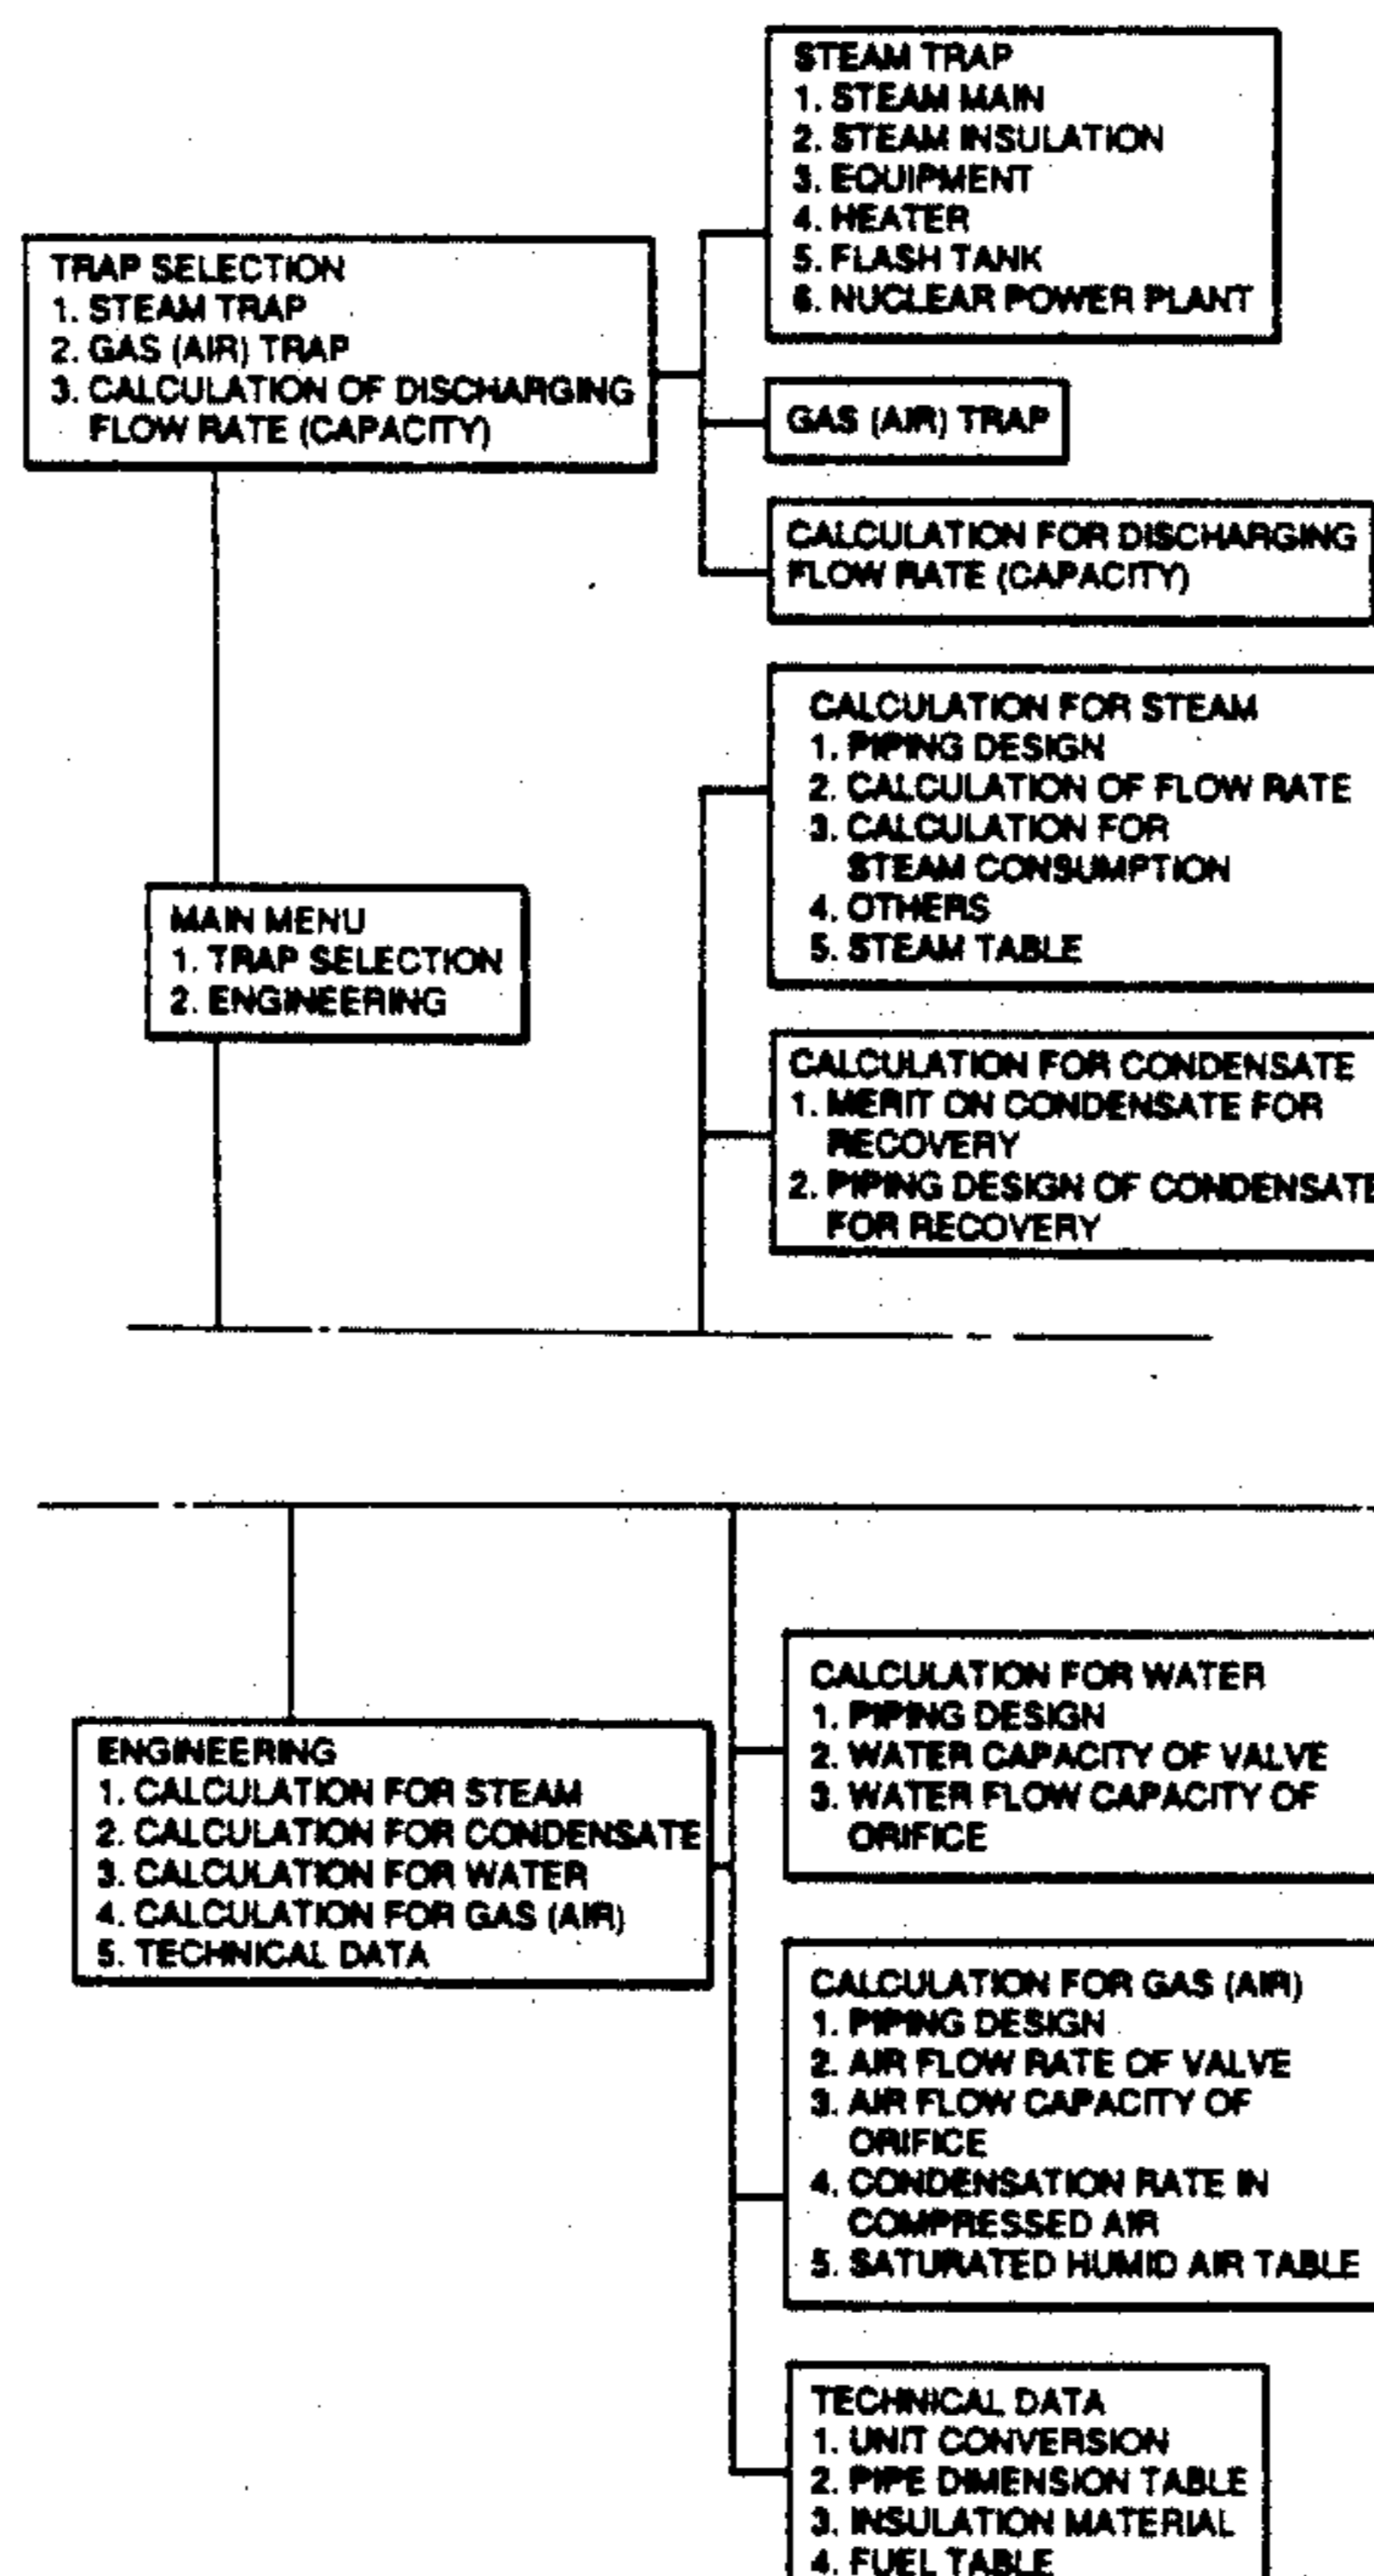 STEAM TRAP
1. STEAM MAIN
2. STEAM INSULATION
3. EQUIPMENT
4. HEATER
5. FLASH TANK
6. NUCLEAR POWER PLANT
TRAP SELECTION
1. STEAM TRAP
2. GAS (AIR) TRAP
3. CALCULATION OF DISCHARGING
FLOW RATE (CAPACITY)
GAS (AIR) TRAP
CALCULATION FOR DISCHARGING
FLOW RATE (CAPACITY)
CALCULATION FOR STEAM
1. PIPING DESIGN
2. CALCULATION OF FLOW RATE
3. CALCULATION FOR
STEAM CONSUMPTION
4. OTHERS
5. STEAM TABLE
MAIN MENU
1. TRAP SELECTION
2. ENGINEERING
CALCULATION FOR CONDENSATE
1. MERIT ON CONDENSATE FOR
RECOVERY
2. PIPING DESIGN OF CONDENSATE
FOR RECOVERY
CALCULATION FOR WATER
1. PIPING DESIGN
2. WATER CAPACITY OF VALVE
3. WATER FLOW CAPACITY OF
ORIFICE
ENGINEERING
1. CALCULATION FOR STEAM
2. CALCULATION FOR CONDENSATE
3. CALCULATION FOR WATER
4. CALCULATION FOR GAS (AIR)
5. TECHNICAL DATA
CALCULATION FOR GAS (AIR)
1. PIPING DESIGN
2. AIR FLOW RATE OF VALVE
3. AIR FLOW CAPACITY OF
ORIFICE
4. CONDENSATION RATE IN
COMPRESSED AIR
5. SATURATED HUMID AIR TABLE
TECHNICAL DATA
1. UNIT CONVERSION
2. PIPE DIMENSION TABLE
3. INSULATION MATERIAL
4. FUEL TABLE